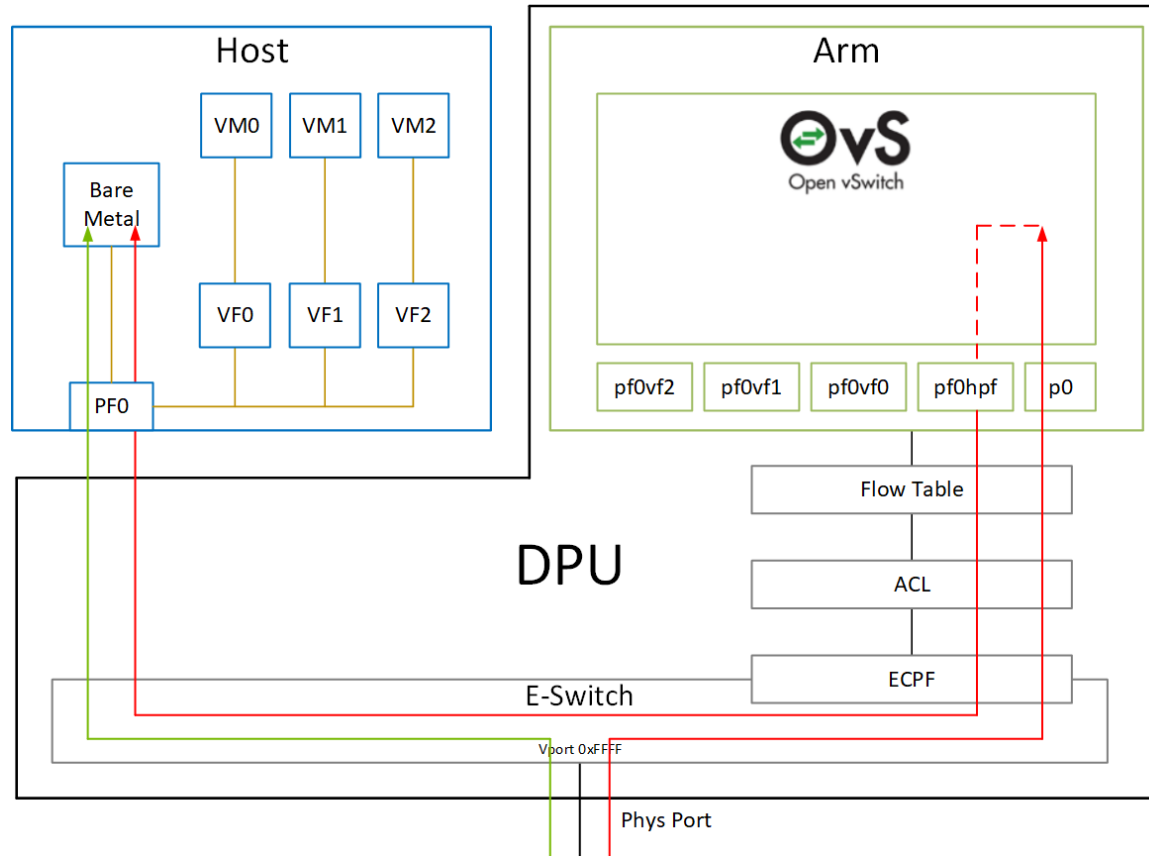 Host
Arm
VM0
VM1
VM2
OvS
Open vSwitch
Bare
Metal
VF0
VF1
VF2
PF0
pf0vf2
pf0vf1
pf0vf0
pf0hpf
p0
Flow Table
DPU
ACL
ECPF
E-Switch
Vport 0xFFFF
Phys Port